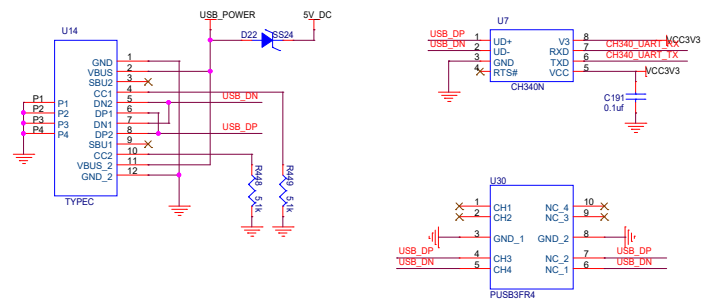 USB_POWER
5V_DC
U14
D22 SS24
GND 1
VBUS 2
SBU2 3
CC1 4
DN2 5
DP1 6
DN1 7
DP2 8
SBU1 9
CC2 10
VBUS_2 11
GND_2 12
P1 P1
P2 P2
P3 P3
P4 P4
USB_DN
USB_DP
TYPEC
R448
5.1k
R449
5.1k
U7
USB_DP 1 UD+ V3 8 VCC3V3
USB_DN 2 UD- RXD 7 CH340_UART_RX
3 GND TXD 6 CH340_UART_TX
4 RTS# VCC 5 VCC3V3
CH340N
C191
0.1uf
U30
1 CH1 NC_4 10
2 CH2 NC_3 9
3 GND_1 GND_2 8
USB_DP 4 CH3 NC_2 7 USB_DP
USB_DN 5 CH4 NC_1 6 USB_DN
PUSB3FR4